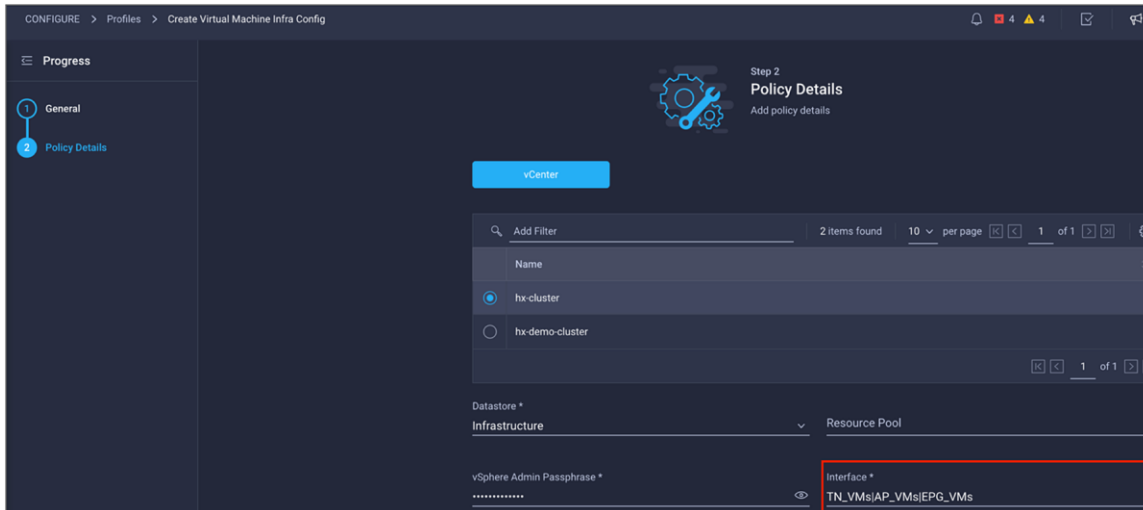 CONFIGURE > Profiles > Create Virtual Machine Infra Config
4 4
Progress
1 General
2 Policy Details
Step 2
Policy Details
Add policy details
vCenter
Add Filter 2 items found 10 per page 1 of 1
Name
hx-cluster
hx-demo-cluster
1 of 1
Datastore *
Infrastructure
Resource Pool
vSphere Admin Passphrase *
Interface *
TN_VMs|AP_VMs|EPG_VMs